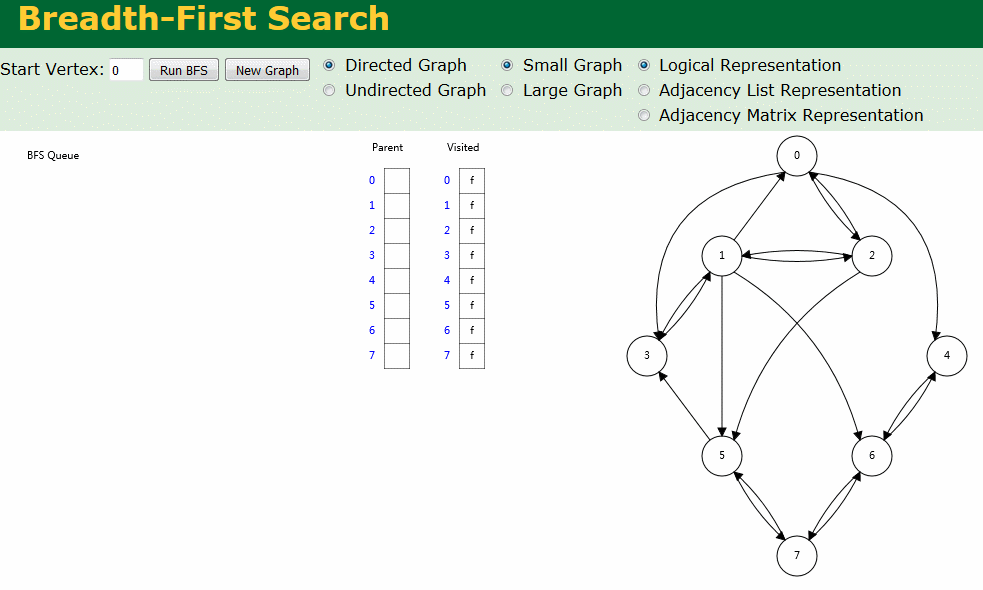 Breadth-First Search
Start Vertex: 0 Run BFS New Graph Directed Graph Small Graph Logical Representation
Undirected Graph Large Graph Adjacency List Representation
Adjacency Matrix Representation
BFS Queue
Parent Visited
0 0 f
1 1 f
2 2 f
3 3 f
4 4 f
5 5 f
6 6 f
7 7 f
0
1 2
3 4
5 6
7